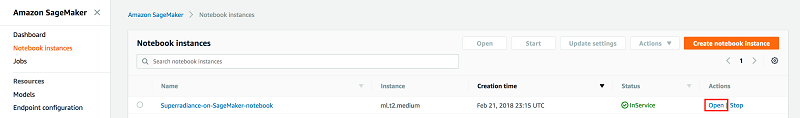 Amazon SageMaker
Dashboard
Notebook instances
Jobs
Resources
Models
Endpoint configuration
Amazon SageMaker > Notebook instances
Notebook instances
Open Start Update settings Actions Create notebook instance
Search notebook instances
1
Name Instance Creation time Status Actions
Superradiance-on-SageMaker-notebook ml.t2.medium Feb 21, 2018 23:15 UTC InService Open Stop